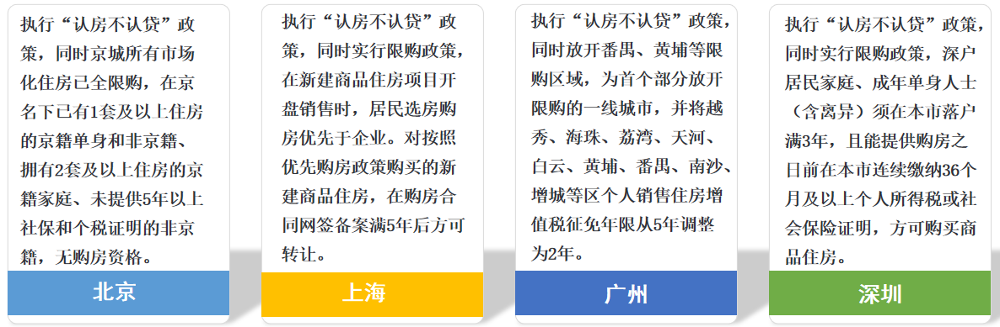 执行“认房不认贷”政
策，同时京城所有市场
化住房已全限购，在京
名下已有1套及以上住房
的京籍单身和非京籍、
拥有2套及以上住房的京
籍家庭、未提供5年以上
社保和个税证明的非京
籍，无购房资格。
北京
执行“认房不认贷”政
策，同时实行限购政策，
在新建商品住房项目开
盘销售时，居民选房购
房优先于企业。对按照
优先购房政策购买的新
建商品住房，在购房合
同网签备案满5年后方可
转让。
上海
执行“认房不认贷”政策，
同时放开番禺、黄埔等限
购区域，为首个部分放开
限购的一线城市，并将越
秀、海珠、荔湾、天河、
白云、黄埔、番禺、南沙、
增城等区个人销售住房增
值税征免年限从5年调整
为2年。
广州
执行“认房不认贷”政策，
同时实行限购政策，深户
居民家庭、成年单身人士
（含离异）须在本市落户
满3年，且能提供购房之
日前在本市连续缴纳36个
月及以上个人所得税或社
会保险证明，方可购买商
品住房。
深圳